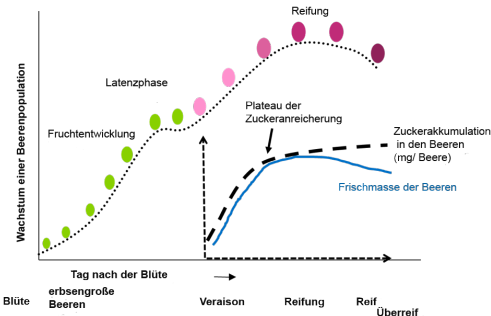 Reifung
Latenzphase
Fruchtentwicklung
Plateau der
Zuckeranreicherung
Zuckerakkumulation
in den Beeren
(mg/ Beere)
Frischmasse der Beeren
Wachstum einer Beerenpopulation
Tag nach der Blüte
Blüte
erbsengroße
Beeren
Veraison
Reifung
Reif
Überreif